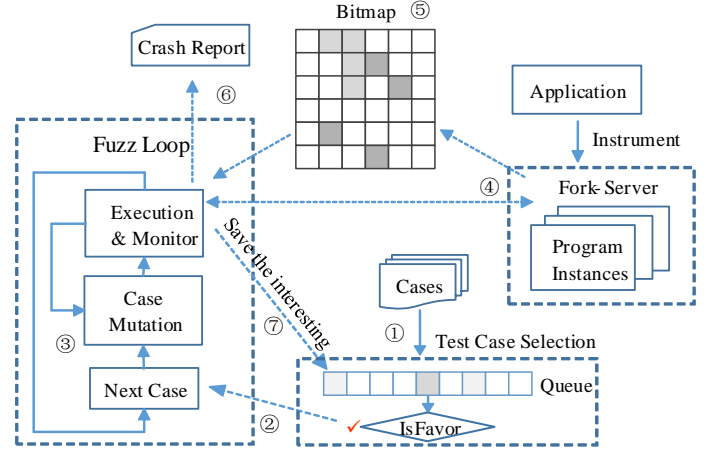 Bitmap ⑤
Crash Report
⑥
Application
Instrument
Fuzz Loop
④
Fork-Server
Execution
& Monitor
Program
Instances
Save the interesting
Cases
Case
Mutation
③
⑦
①
Test Case Selection
Queue
Next Case
②
✓
IsFavor